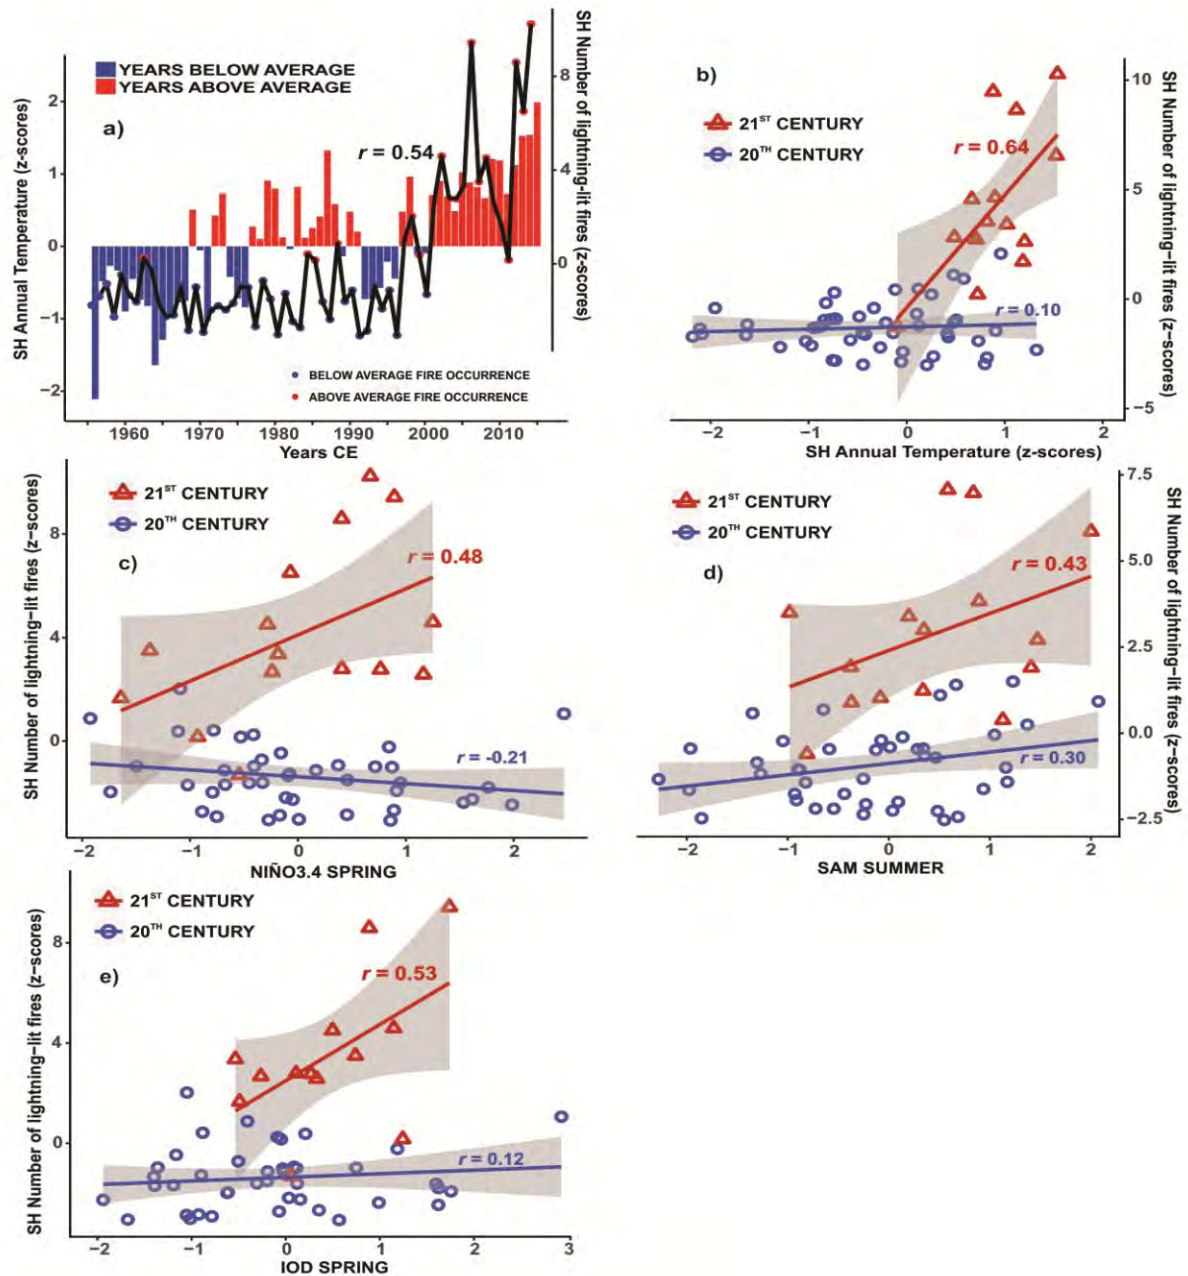 YEARS BELOW AVERAGE
YEARS ABOVE AVERAGE
a)
r = 0.54
BELOW AVERAGE FIRE OCCURRENCE
ABOVE AVERAGE FIRE OCCURRENCE
SH Annual Temperature (z-scores)
2
1
0
−1
−2
SH Number of lightning-lit fires (z-scores)
8
4
0
1960 1970 1980 1990 2000 2010
Years CE
b)
21ST CENTURY
20TH CENTURY
r = 0.64
r = 0.10
SH Number of lightning-lit fires (z−scores)
10
5
0
−5
−2 −1 0 1 2
SH Annual Temperature (z-scores)
21ST CENTURY
20TH CENTURY
c)
r = 0.48
r = -0.21
SH Number of lightning−lit fires (z−scores)
8
4
0
−2 −1 0 1 2
NIÑO3.4 SPRING
21ST CENTURY
20TH CENTURY
d)
r = 0.43
r = 0.30
SH Number of lightning−lit fires (z−scores)
7.5
5.0
2.5
0.0
−2.5
−2 −1 0 1 2
SAM SUMMER
21ST CENTURY
20TH CENTURY
e)
r = 0.53
r = 0.12
SH Number of lightning−lit fires (z−scores)
8
4
0
−2 −1 0 1 2 3
IOD SPRING